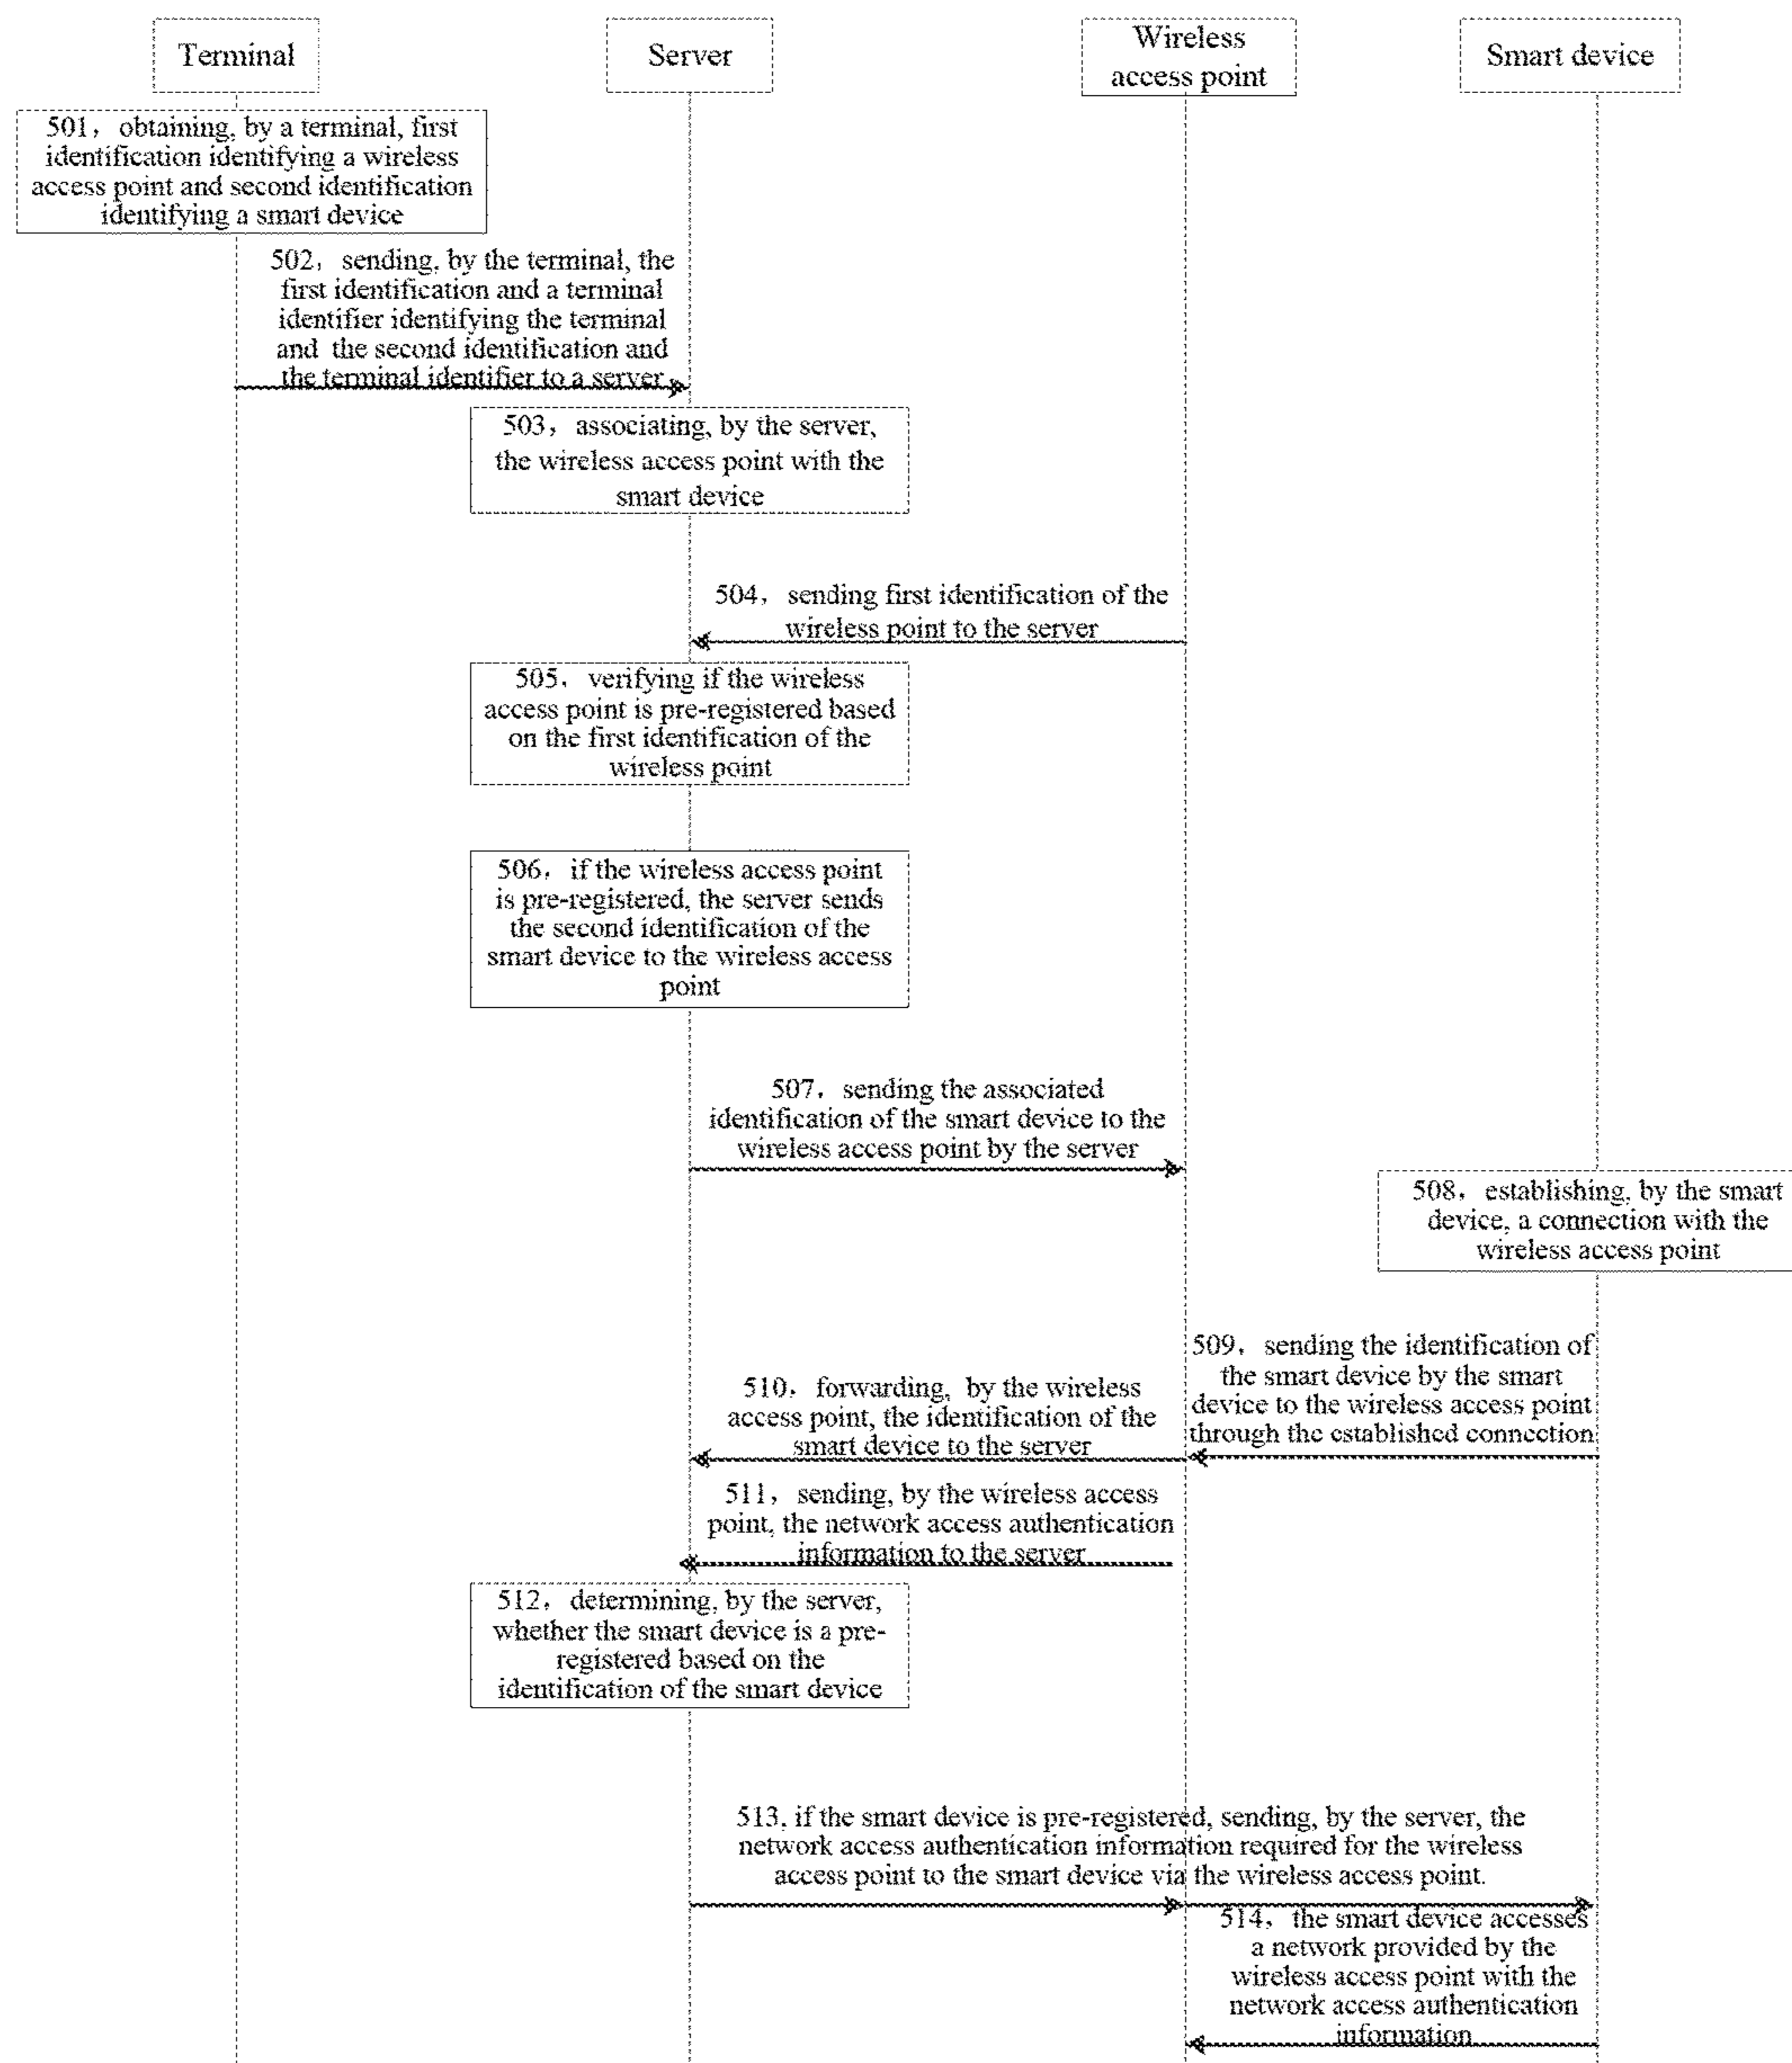 Terminal
Server
Wireless
access point
Smart device
501, obtaining, by a terminal, first
identification identifying a wireless
access point and second identification
identifying a smart device
502, sending, by the terminal, the
first identification and a terminal
identifier identifying the terminal
and the second identification and
the terminal identifier to a server
503, associating, by the server,
the wireless access point with the
smart device
504, sending first identification of the
wireless point to the server
505, verifying if the wireless
access point is pre-registered based
on the first identification of the
wireless point
506, if the wireless access point
is pre-registered, the server sends
the second identification of the
smart device to the wireless access
point
507, sending the associated
identification of the smart device to the
wireless access point by the server
508, establishing, by the smart
device, a connection with the
wireless access point
509, sending the identification of
the smart device by the smart
device to the wireless access point
through the established connection
510, forwarding, by the wireless
access point, the identification of the
smart device to the server
511, sending, by the wireless access
point, the network access authentication
information to the server
512, determining, by the server,
whether the smart device is a pre-
registered based on the
identification of the smart device
513, if the smart device is pre-registered, sending, by the server, the
network access authentication information required for the wireless
access point to the smart device via the wireless access point.
514, the smart device accesses
a network provided by the
wireless access point with the
network access authentication
information